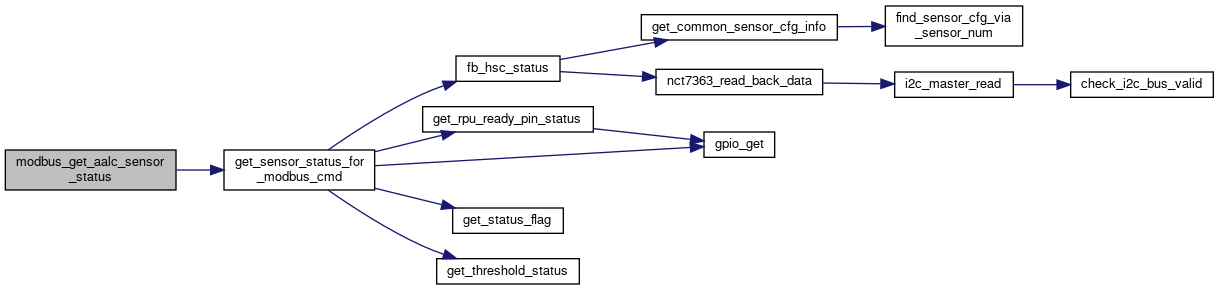 modbus_get_aalc_sensor
_status
get_sensor_status_for
_modbus_cmd
fb_hsc_status
get_common_sensor_cfg_info
find_sensor_cfg_via
_sensor_num
nct7363_read_back_data
i2c_master_read
check_i2c_bus_valid
get_rpu_ready_pin_status
gpio_get
get_status_flag
get_threshold_status